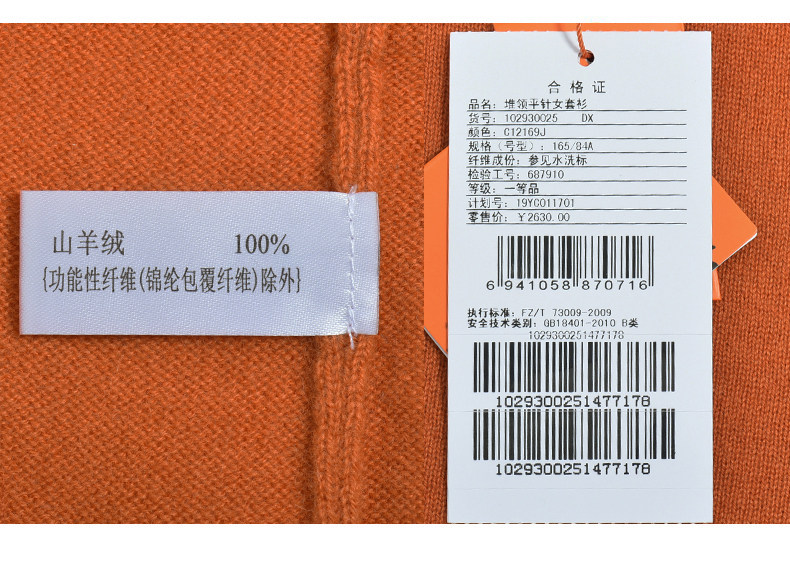 山羊绒 100%
{功能性纤维(锦纶包覆纤维)除外}
合格证
品名：堆领平针女套衫
货号：102930025 DX
颜色：C12169J
规格（号型）：165/84A
纤维成份：参见水洗标
检验工号：687910
等级：一等品
计划号：19YC011701
零售价：￥2630.00
6 941058 870716
执行标准：FZ/T 73009-2009
安全技术类别：GB18401-2010 B类
1029300251477178
1029300251477178
1029300251477178